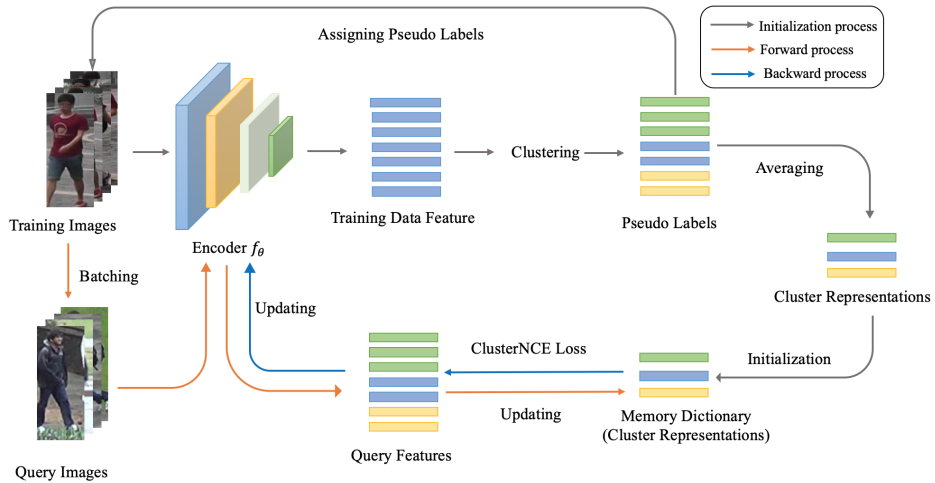 Assigning Pseudo Labels
Initialization process
Forward process
Backward process
Training Images
Encoder fθ
Training Data Feature
Clustering
Pseudo Labels
Averaging
Cluster Representations
Batching
Updating
ClusterNCE Loss
Initialization
Updating
Memory Dictionary
(Cluster Representations)
Query Features
Query Images